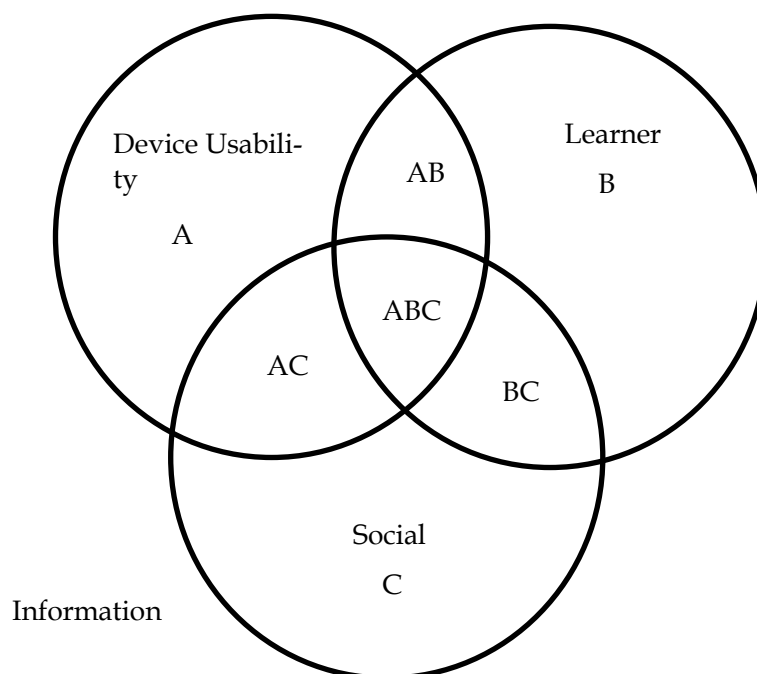 Device Usabili-
ty
A
AB
Learner
B
ABC
AC
BC
Social
C
Information